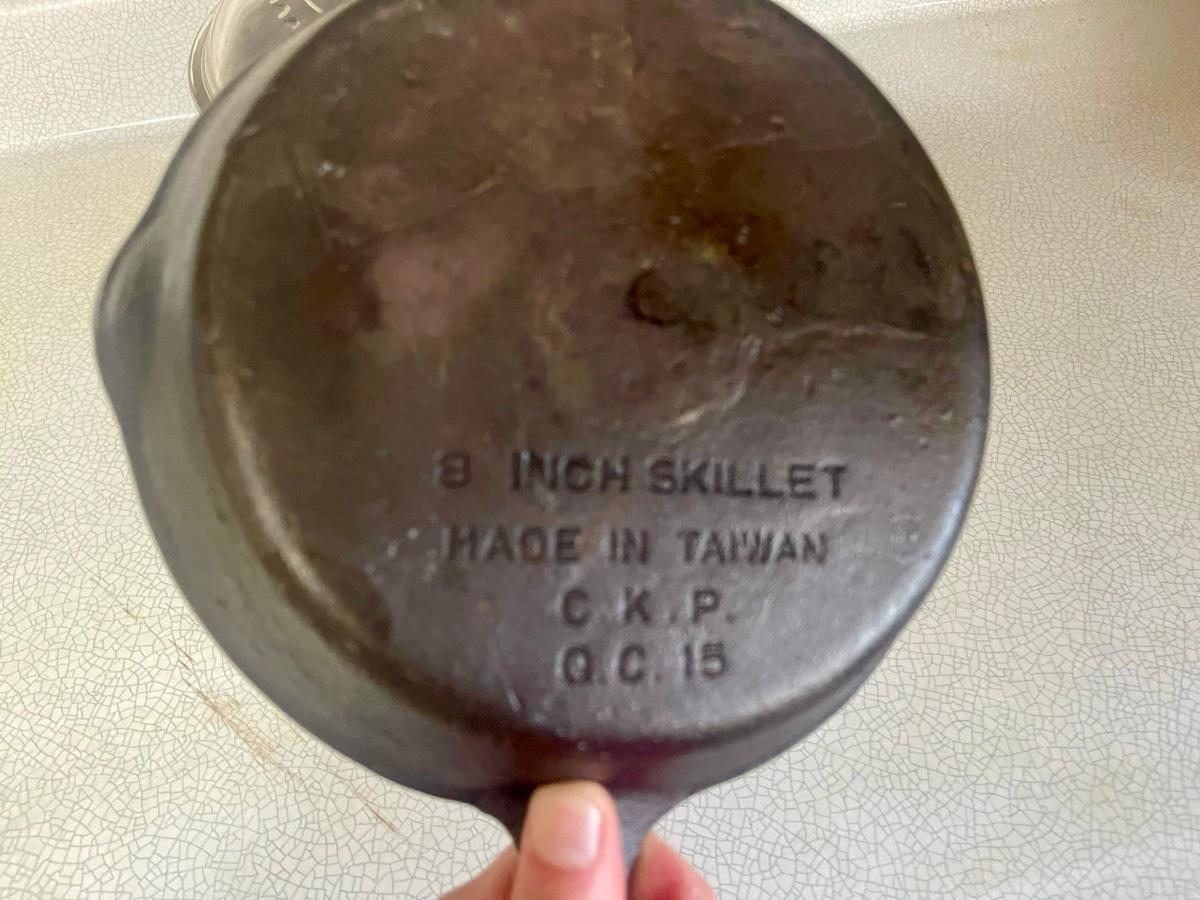 8 INCH SKILLET
MADE IN TAIWAN
C.K.P.
Q.C. 15